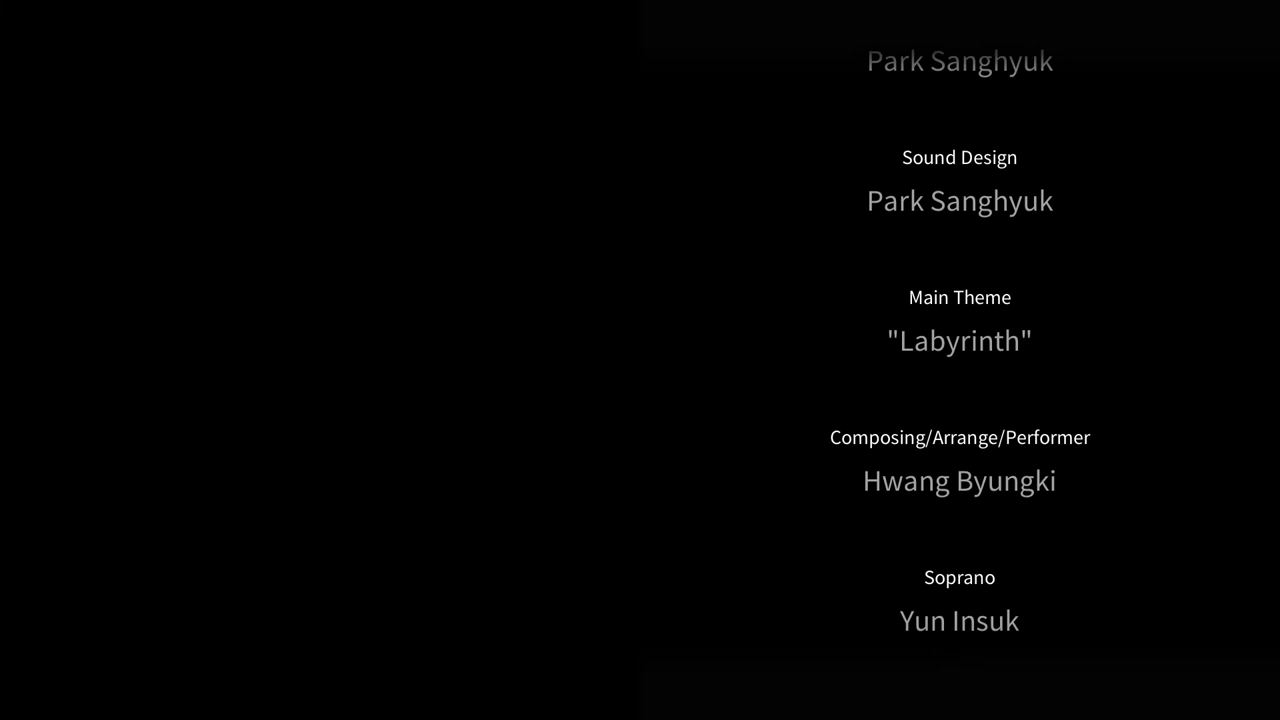 Park Sanghyuk
Sound Design
Park Sanghyuk
Main Theme
"Labyrinth"
Composing/Arrange/Performer
Hwang Byungki
Soprano
Yun Insuk